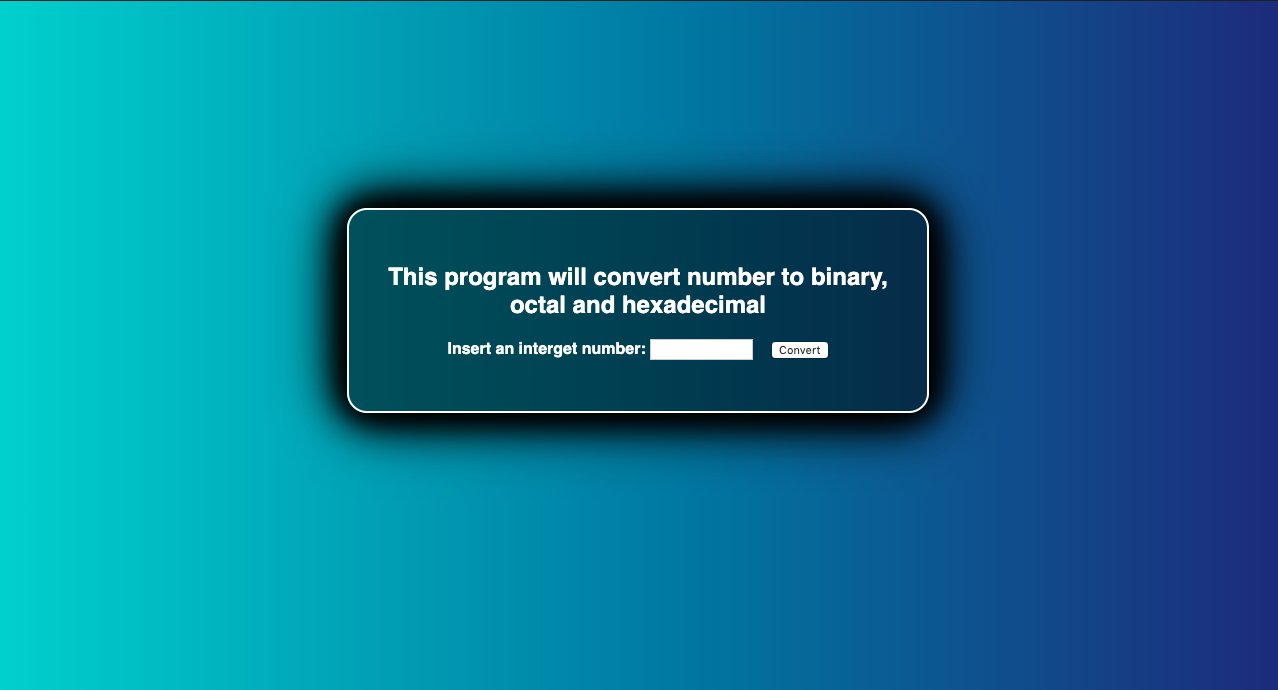 This program will convert number to binary,
octal and hexadecimal
Insert an interget number: Convert